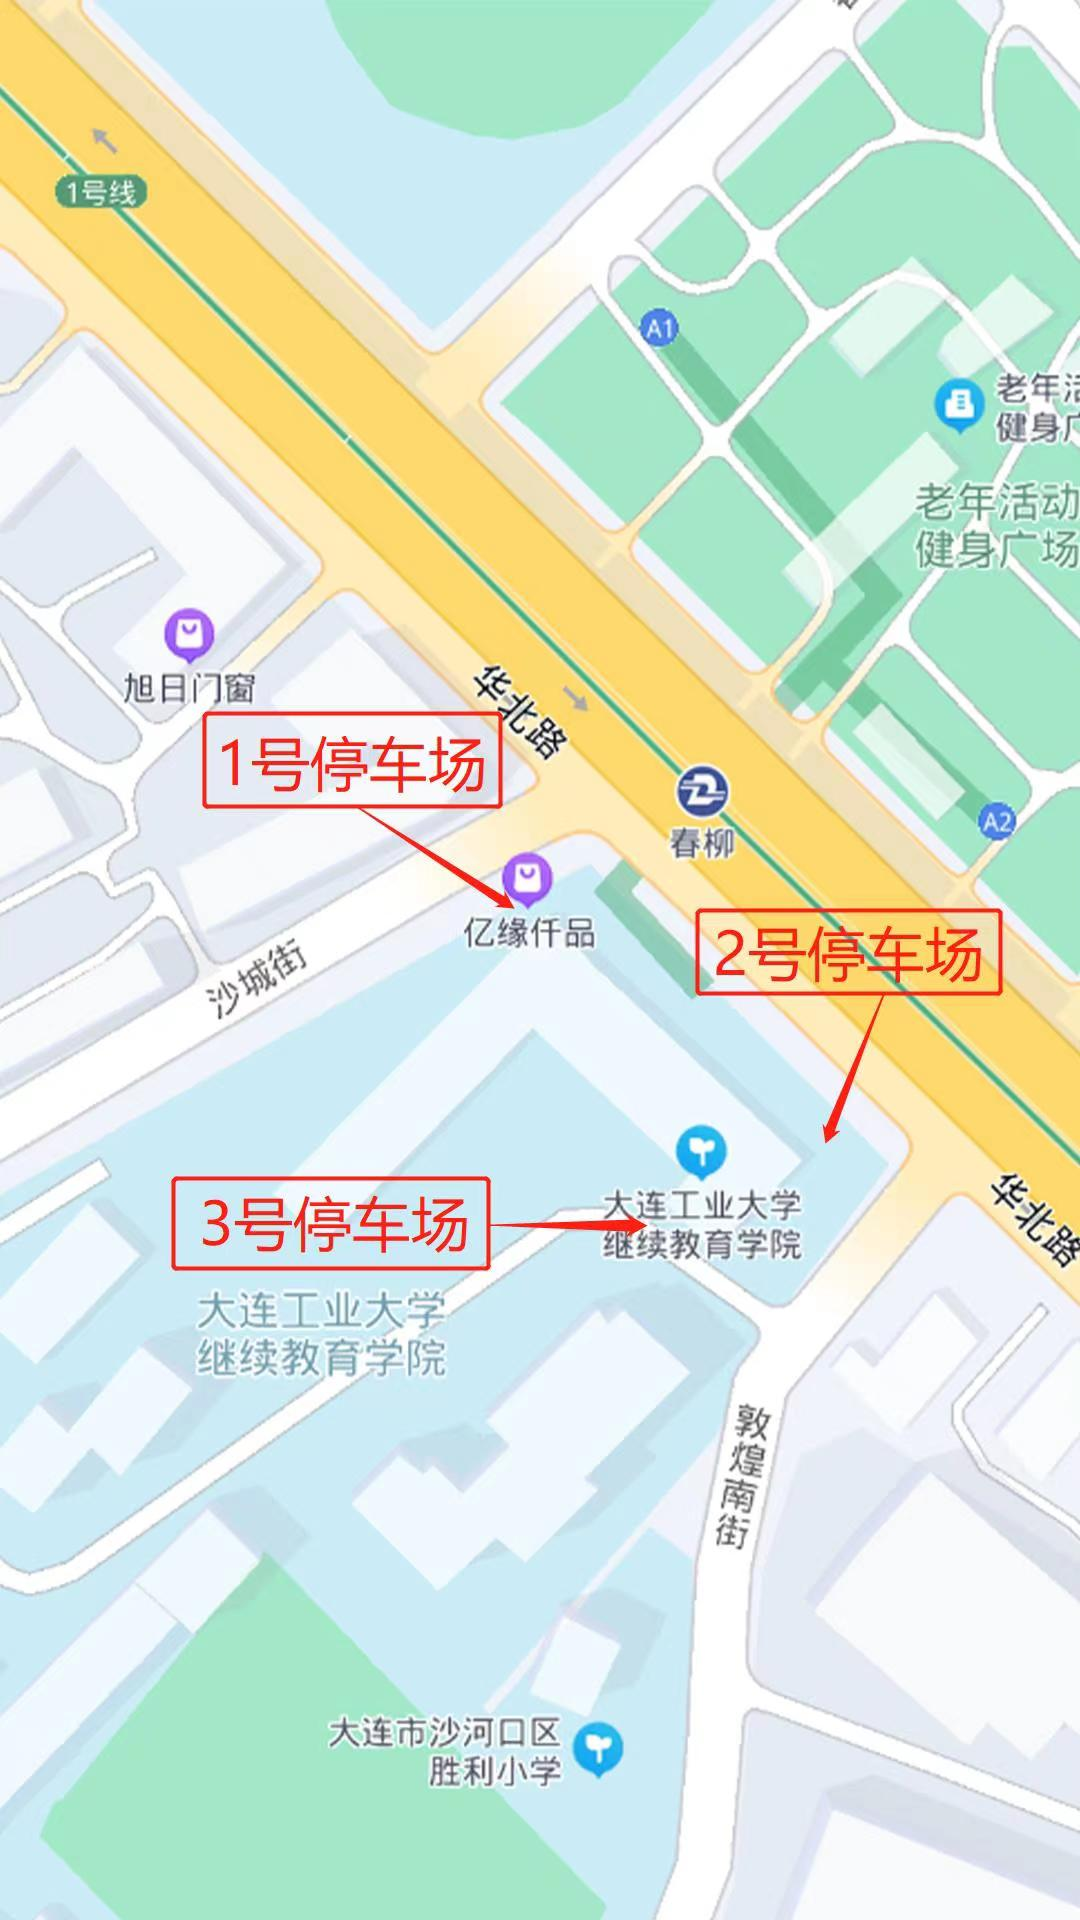 1号线
A1
老年活
健身广
老年活动
健身广场
旭日门窗
华北路
1号停车场
春柳
A2
亿缘仟品
2号停车场
沙城街
大连工业大学
继续教育学院
3号停车场
华北路
大连工业大学
继续教育学院
敦煌南街
大连市沙河口区
胜利小学